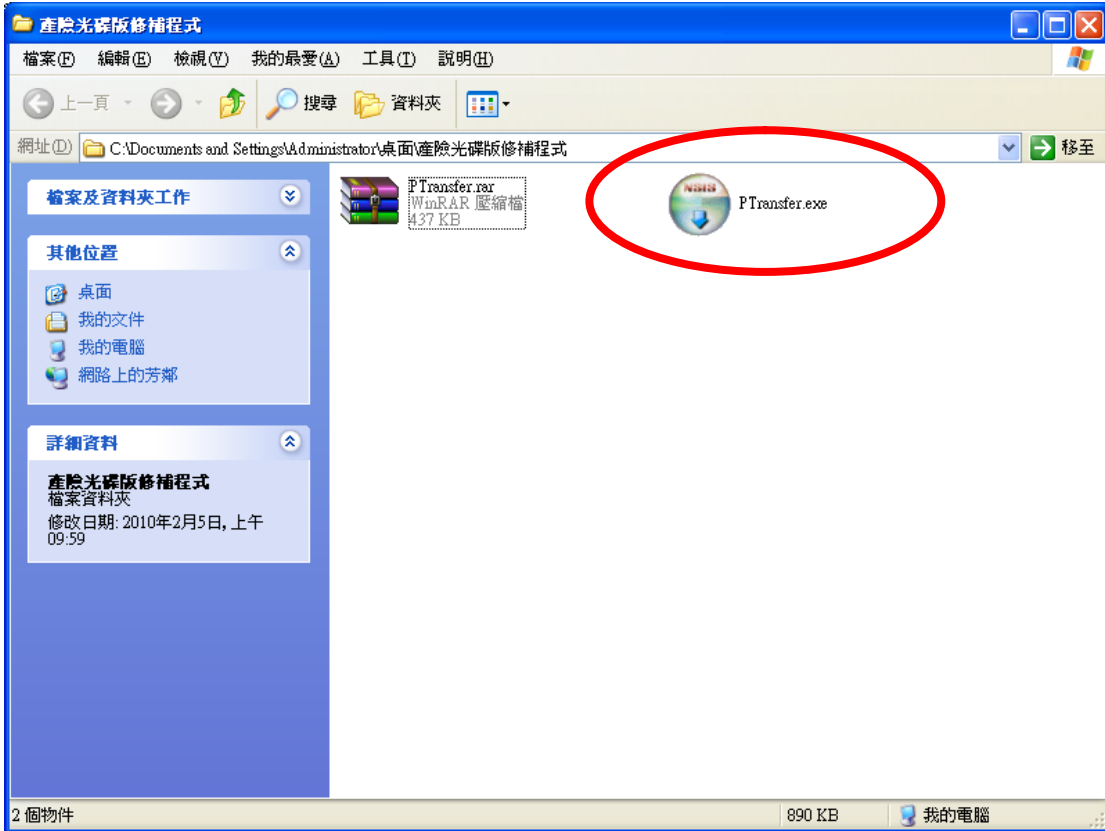 產險光碟版修補程式
檔案(F) 編輯(E) 檢視(V) 我的最愛(A) 工具(T) 說明(H)
上一頁 搜尋 資料夾
網址(D) C:\Documents and Settings\Administrator\桌面\產險光碟版修補程式 移至
檔案及資料夾工作
其他位置
桌面
我的文件
我的電腦
網路上的芳鄰
詳細資料
產險光碟版修補程式
檔案資料夾
修改日期: 2010年2月5日, 上午
09:59
PTransfer.rar
WinRAR 壓縮檔
437 KB
NSIS
PTransfer.exe
2 個物件 890 KB 我的電腦